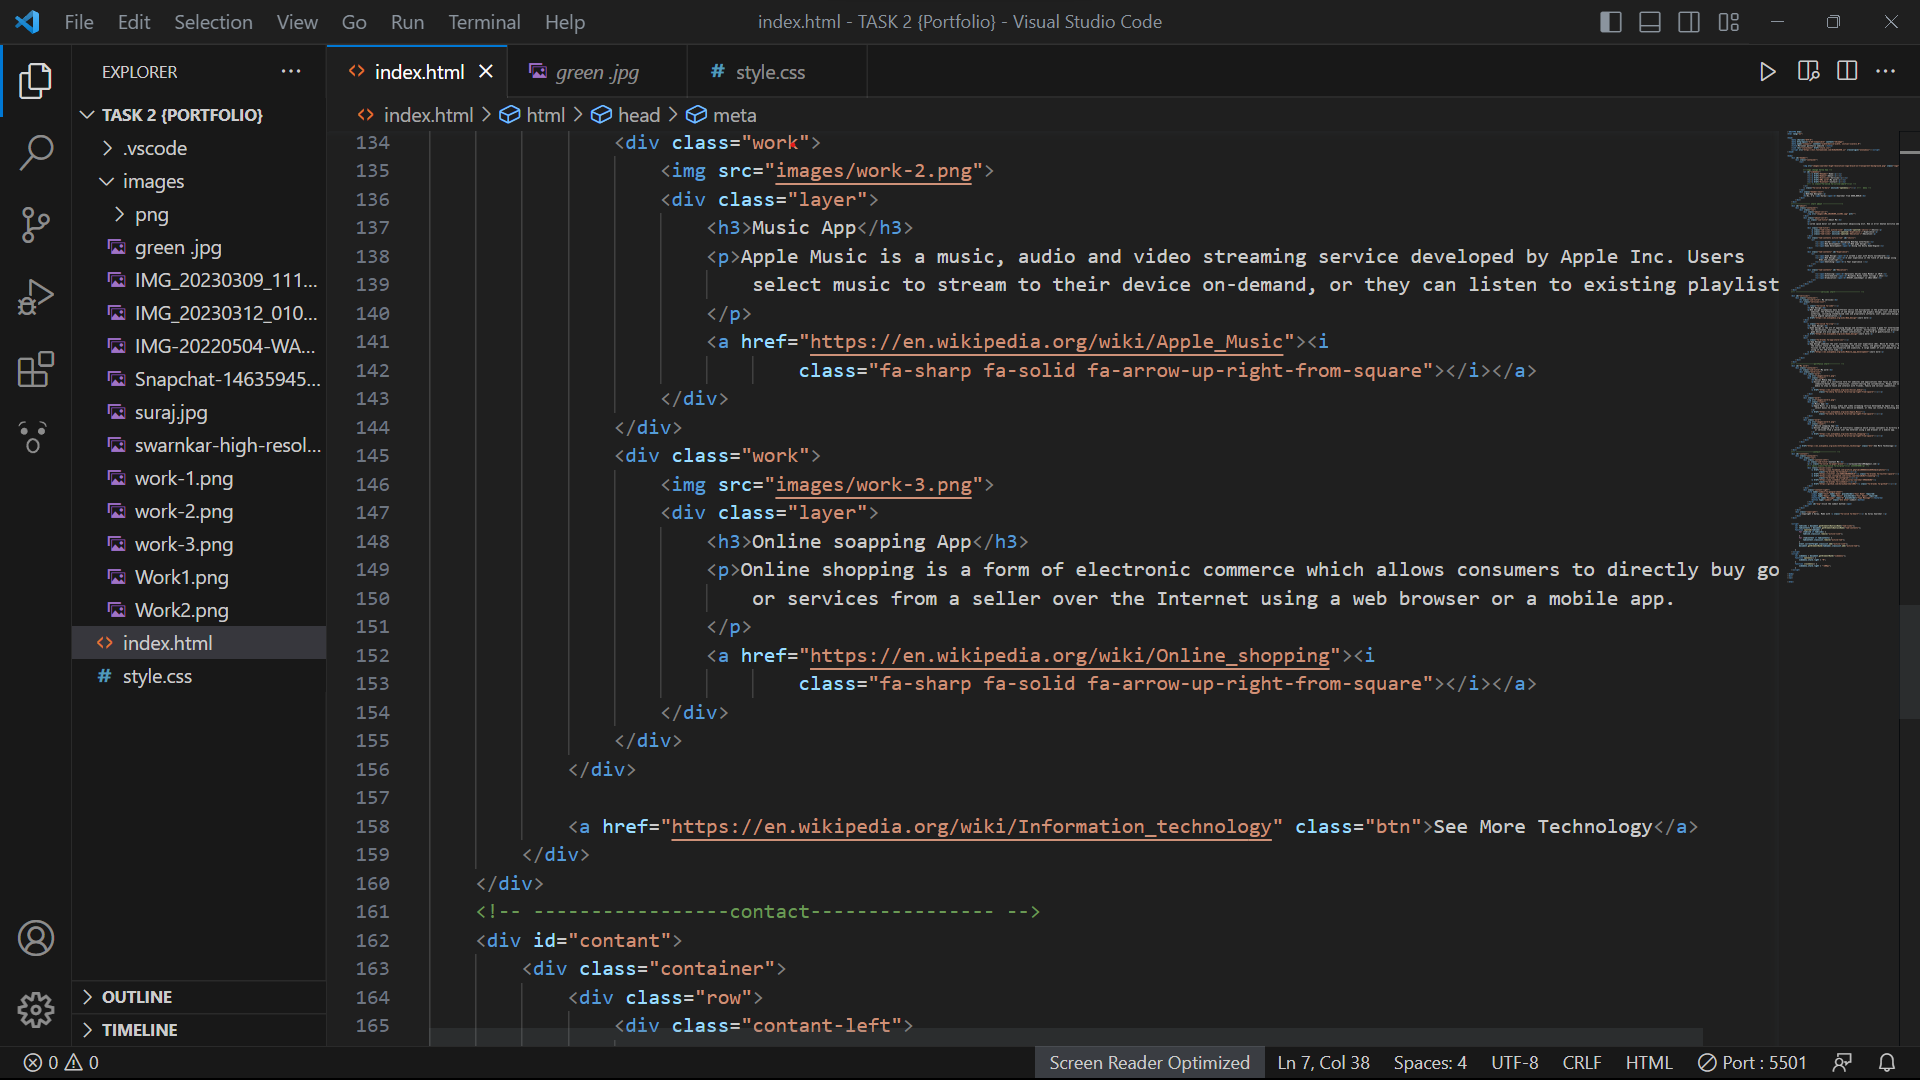 File Edit Selection View Go Run Terminal Help
index.html - TASK 2 {Portfolio} - Visual Studio Code
EXPLORER
index.html
green .jpg
# style.css
TASK 2 {PORTFOLIO}
.vscode
images
png
green .jpg
IMG_20230309_111...
IMG_20230312_010...
IMG-20220504-WA...
Snapchat-14635945...
suraj.jpg
swarnkar-high-resol...
work-1.png
work-2.png
work-3.png
Work1.png
Work2.png
index.html
# style.css
OUTLINE
TIMELINE
index.html > html > head > meta
134 <div class="work">
135 <img src="images/work-2.png">
136 <div class="layer">
137 <h3>Music App</h3>
138 <p>Apple Music is a music, audio and video streaming service developed by Apple Inc. Users
139 select music to stream to their device on-demand, or they can listen to existing playlist
140 </p>
141 <a href="https://en.wikipedia.org/wiki/Apple_Music"><i
142 class="fa-sharp fa-solid fa-arrow-up-right-from-square"></i></a>
143 </div>
144 </div>
145 <div class="work">
146 <img src="images/work-3.png">
147 <div class="layer">
148 <h3>Online soapping App</h3>
149 <p>Online shopping is a form of electronic commerce which allows consumers to directly buy go
150 or services from a seller over the Internet using a web browser or a mobile app.
151 </p>
152 <a href="https://en.wikipedia.org/wiki/Online_shopping"><i
153 class="fa-sharp fa-solid fa-arrow-up-right-from-square"></i></a>
154 </div>
155 </div>
156 </div>
157
158 <a href="https://en.wikipedia.org/wiki/Information_technology" class="btn">See More Technology</a>
159 </div>
160 </div>
161 <!-- -----------------contact---------------- -->
162 <div id="contant">
163 <div class="container">
164 <div class="row">
165 <div class="contant-left">
0 0
Screen Reader Optimized Ln 7, Col 38 Spaces: 4 UTF-8 CRLF HTML Port : 5501